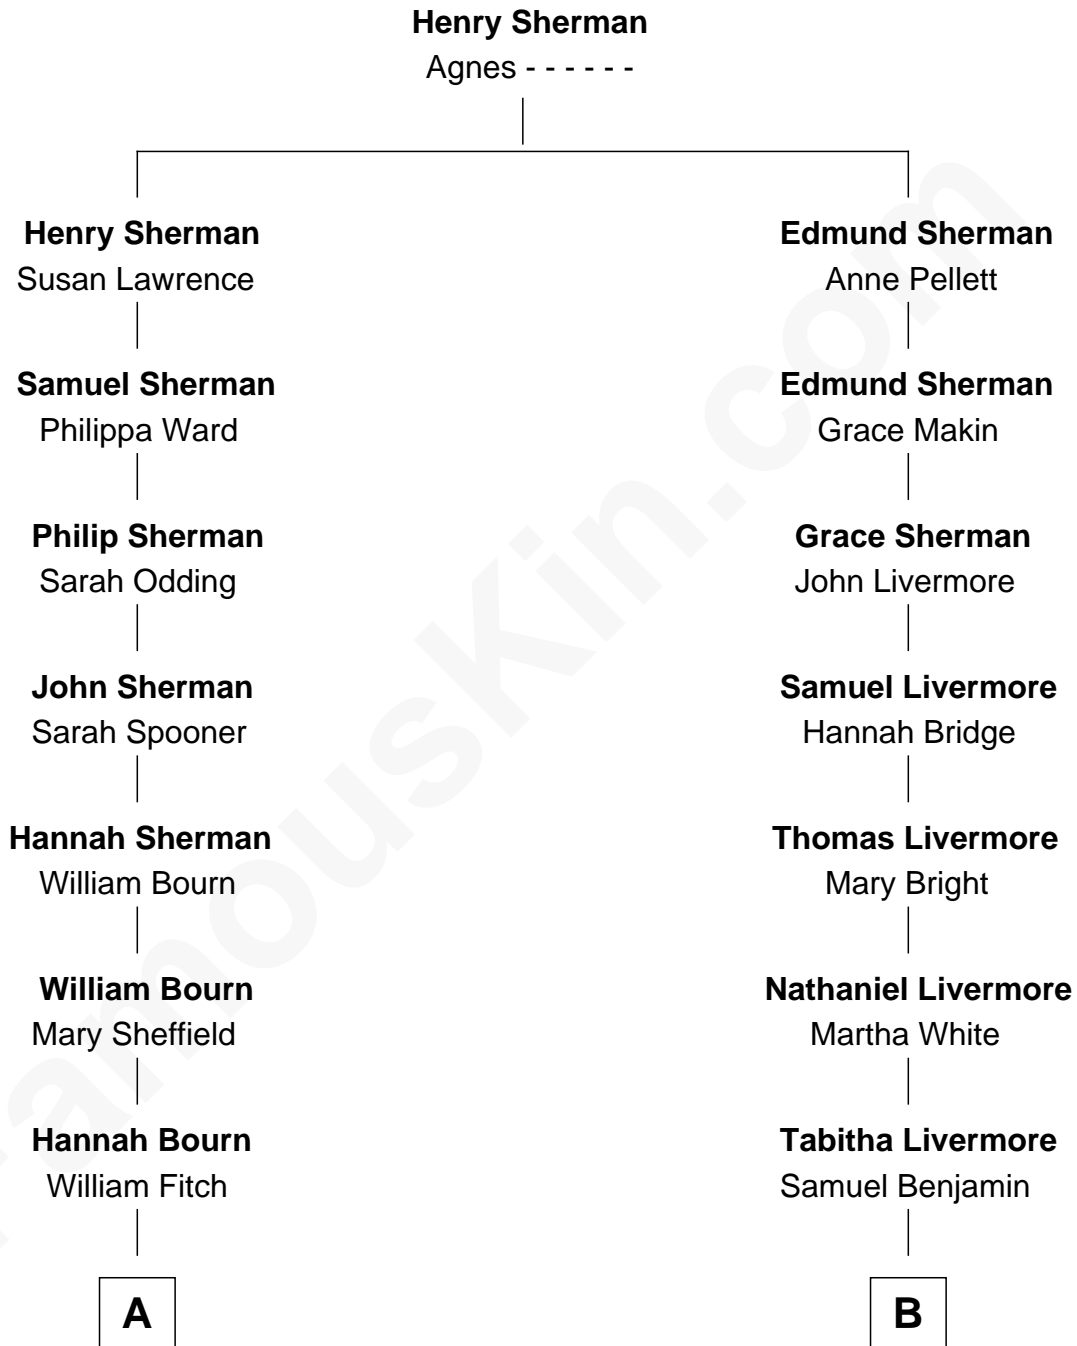 Henry Sherman
Agnes - - - - - -
Henry Sherman
Susan Lawrence
Samuel Sherman
Philippa Ward
Philip Sherman
Sarah Odding
John Sherman
Sarah Spooner
Hannah Sherman
William Bourn
William Bourn
Mary Sheffield
Hannah Bourn
William Fitch
A
Edmund Sherman
Anne Pellett
Edmund Sherman
Grace Makin
Grace Sherman
John Livermore
Samuel Livermore
Hannah Bridge
Thomas Livermore
Mary Bright
Nathaniel Livermore
Martha White
Tabitha Livermore
Samuel Benjamin
B
FamousKin.com